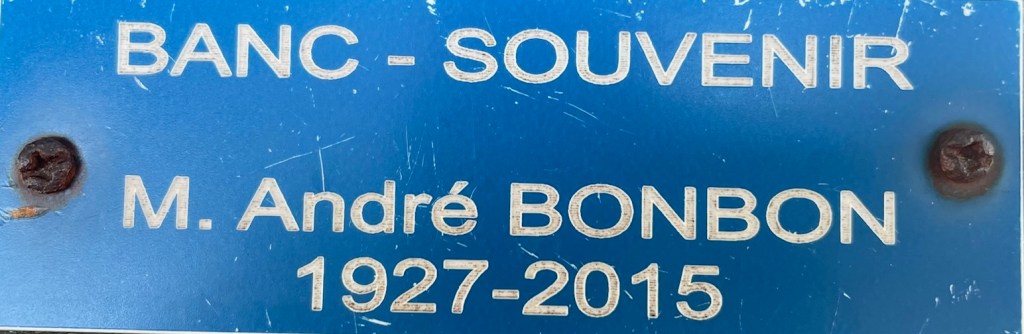 BANC - SOUVENIR
M. André BONBON
1927-2015